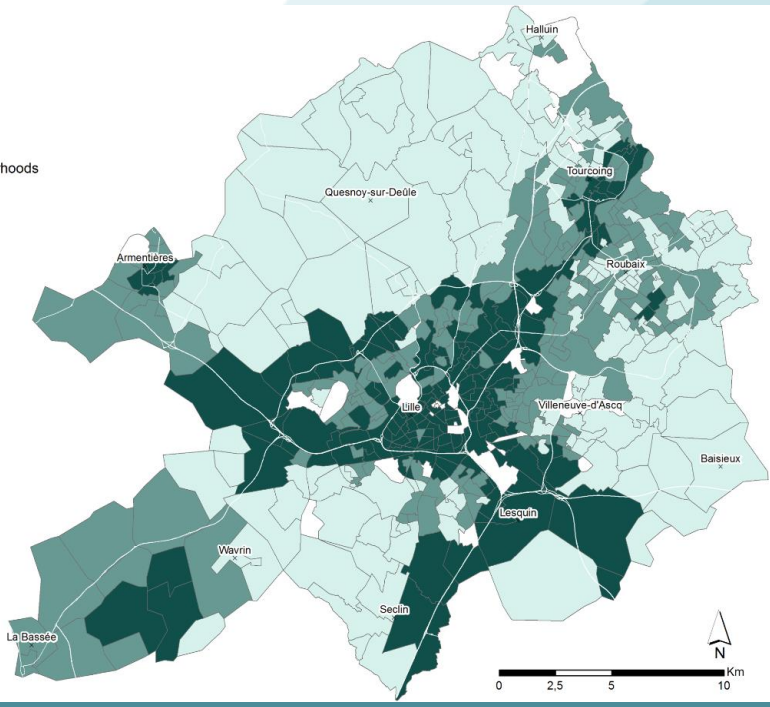 Halluin
hoods
Tourcoing
Quesnoy-sur-Deûle
Armentières
Roubaix
Lille
Villeneuve-d'Ascq
Baisieux
Lesquin
Wavrin
Seclin
La Bassée
N
Km
0 2,5 5 10